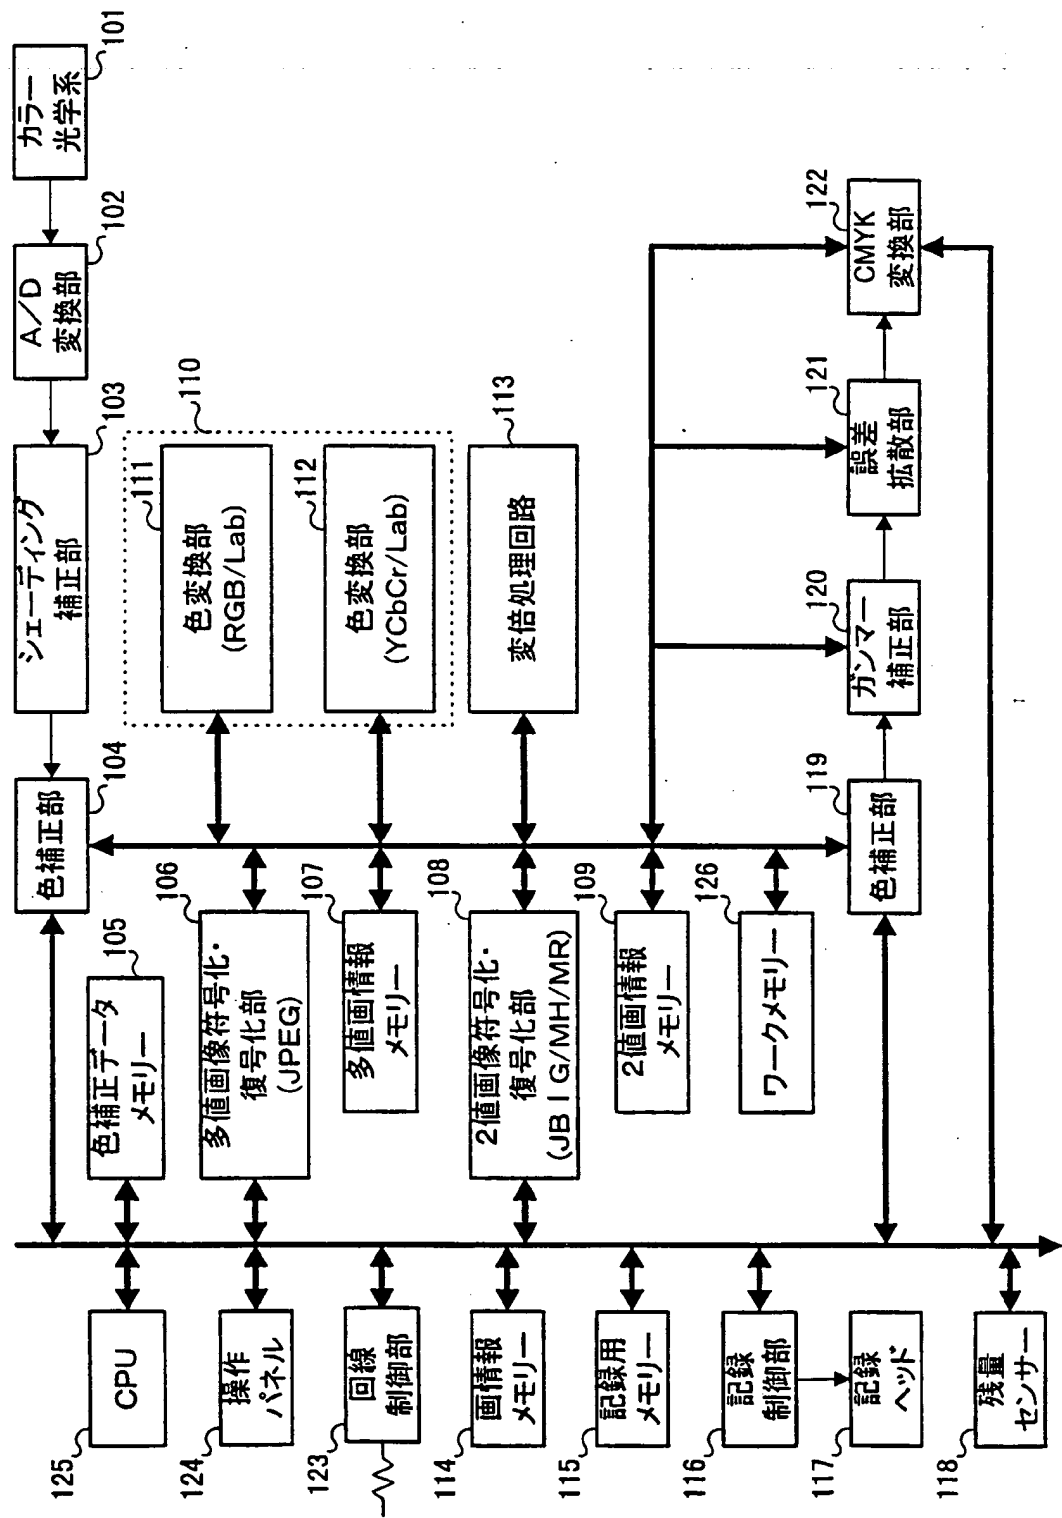 カラー
光学系
101
A/D
変換部
102
シェーディング
補正部
103
色補正部
104
色補正データ
メモリー
105
多値画像符号化・
復号化部
(JPEG)
106
多値画情報
メモリー
107
2値画像符号化・
復号化部
(JBIG/MH/MR)
108
2値画情報
メモリー
109
ワークメモリー
126
110
色変換部
(RGB/Lab)
111
色変換部
(YCbCr/Lab)
112
変倍処理回路
113
色補正部
119
ガンマー
補正部
120
誤差
拡散部
121
CMYK
変換部
122
CPU
125
操作
パネル
124
回線
制御部
123
画情報
メモリー
114
記録用
メモリー
115
記録
制御部
116
記録
ヘッド
117
残量
センサー
118